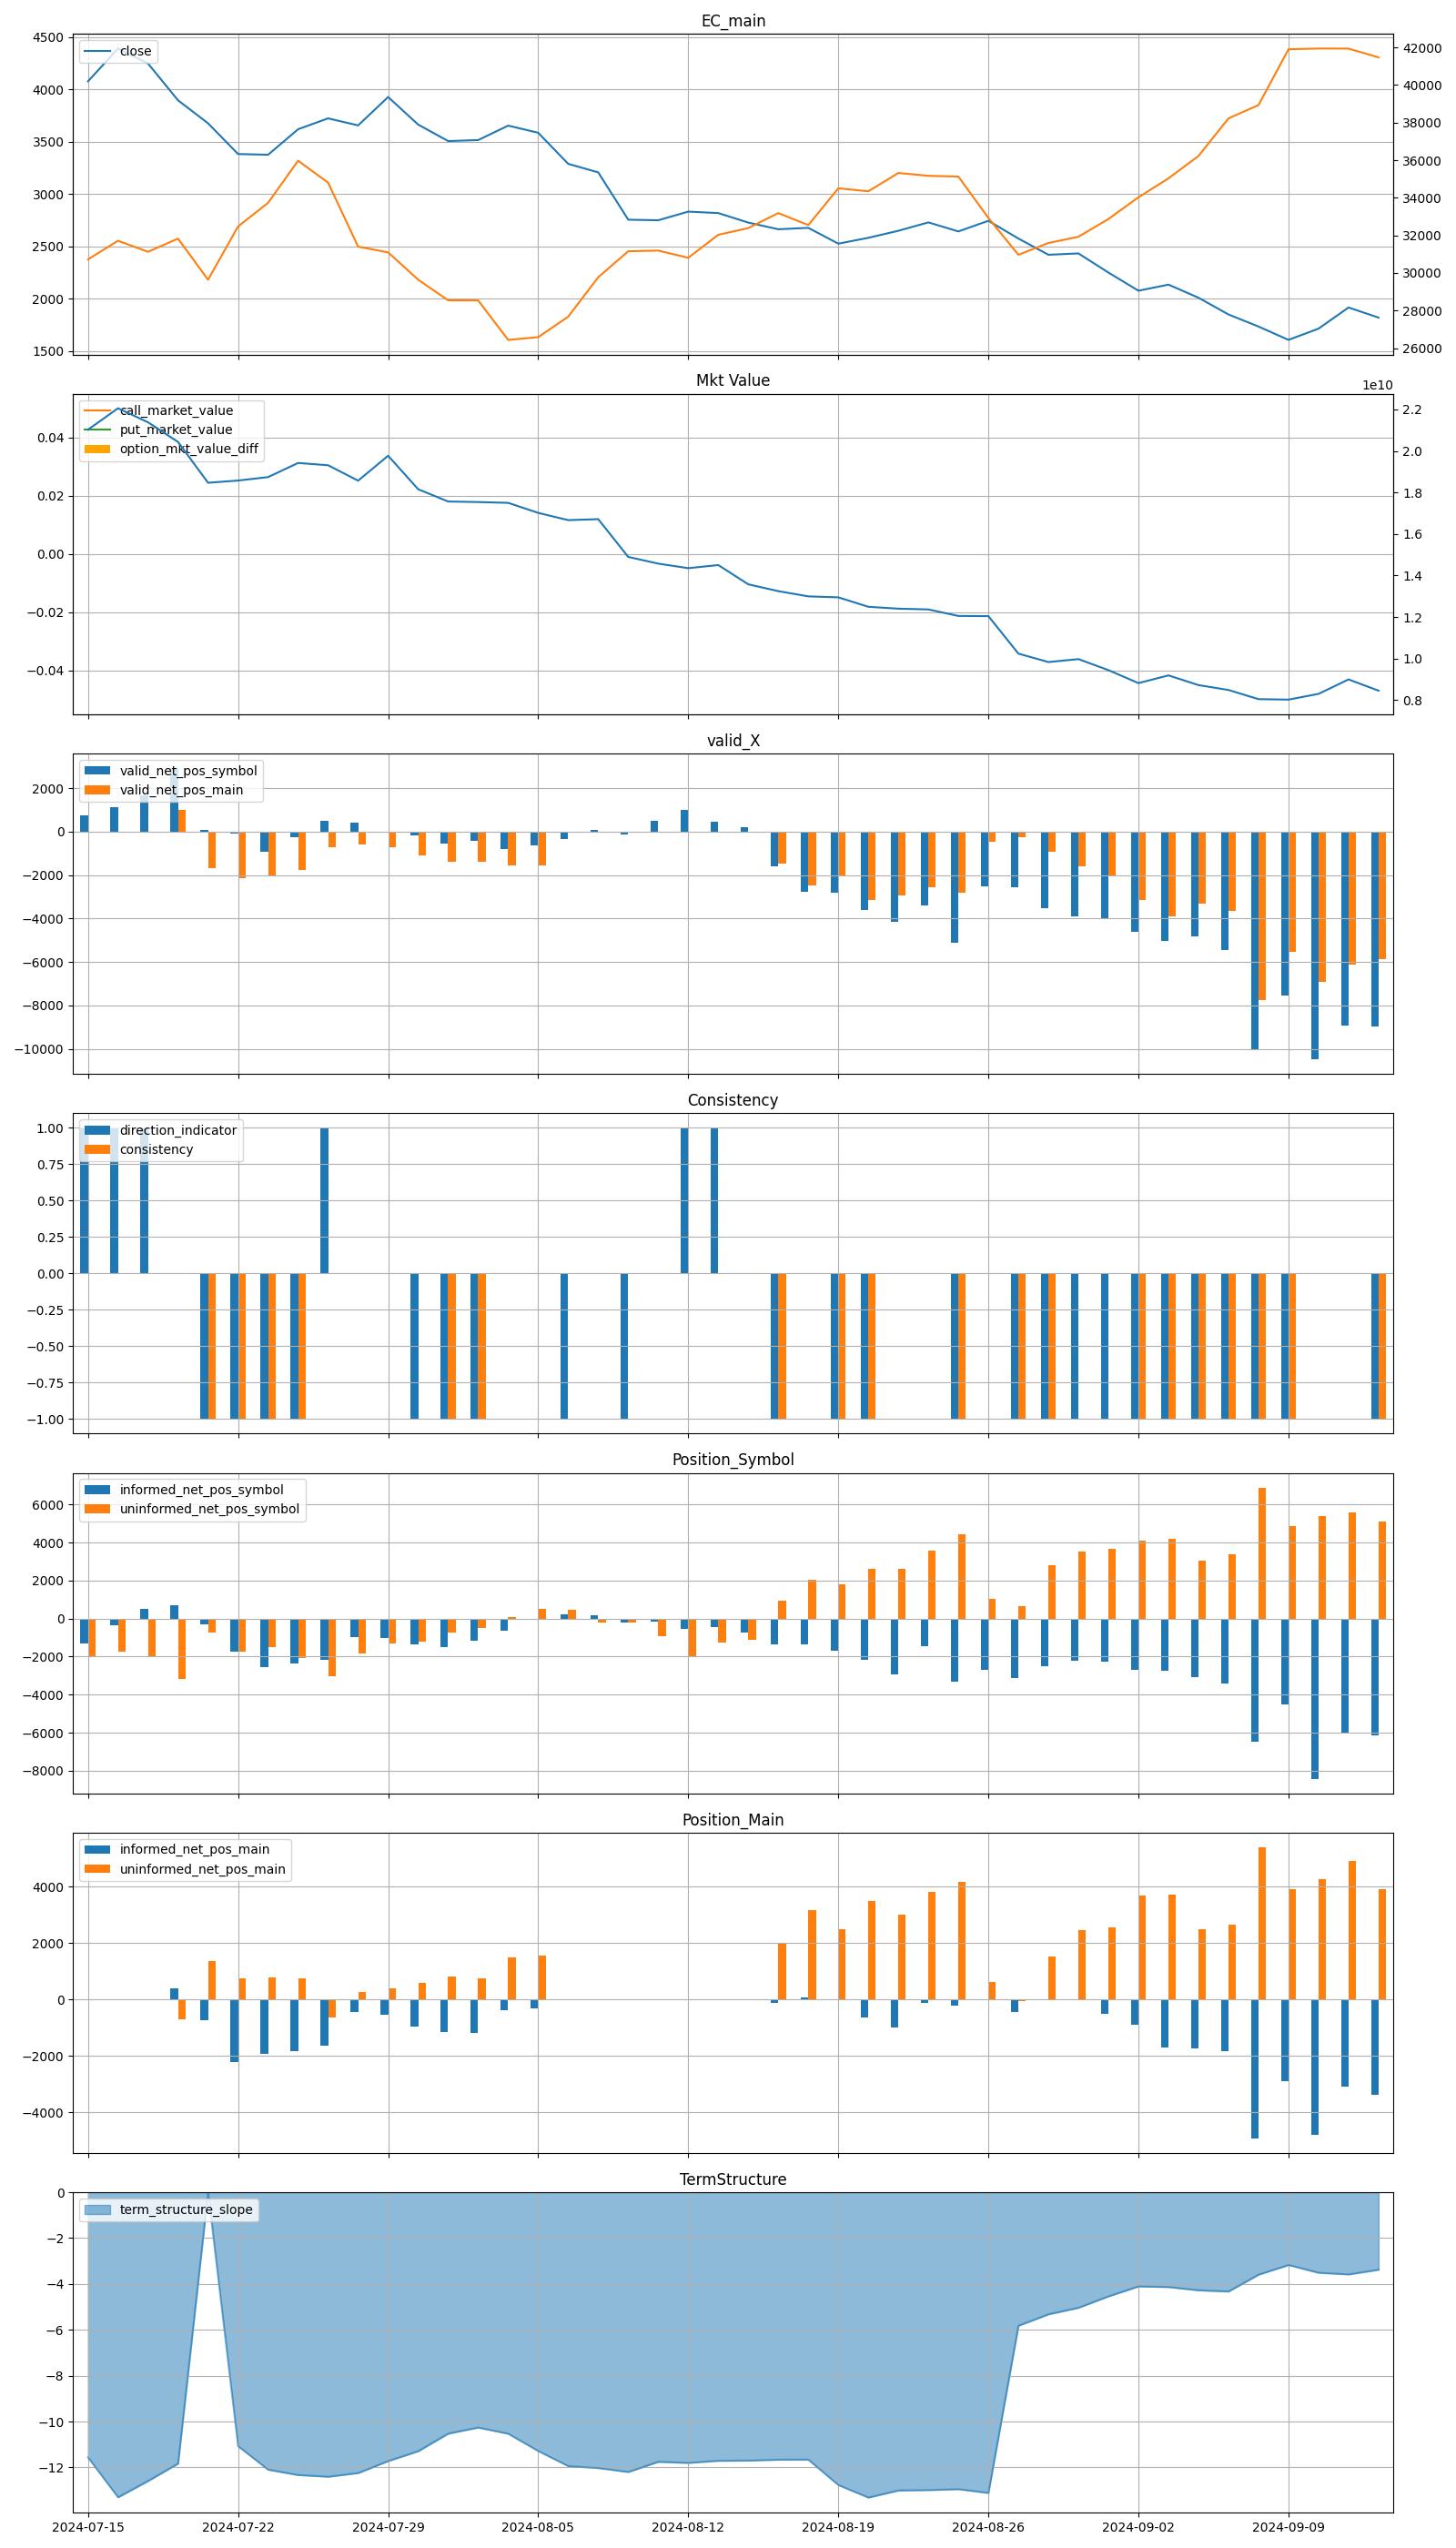 EC_main
close
4500
4000
3500
3000
2500
2000
1500
42000
40000
38000
36000
34000
32000
30000
28000
26000
Mkt Value
1e10
call_market_value
put_market_value
option_mkt_value_diff
0.04
0.02
0.00
−0.02
−0.04
2.2
2.0
1.8
1.6
1.4
1.2
1.0
0.8
valid_X
valid_net_pos_symbol
valid_net_pos_main
2000
0
−2000
−4000
−6000
−8000
−10000
Consistency
direction_indicator
consistency
1.00
0.75
0.50
0.25
0.00
−0.25
−0.50
−0.75
−1.00
Position_Symbol
informed_net_pos_symbol
uninformed_net_pos_symbol
6000
4000
2000
0
−2000
−4000
−6000
−8000
Position_Main
informed_net_pos_main
uninformed_net_pos_main
4000
2000
0
−2000
−4000
TermStructure
term_structure_slope
0
−2
−4
−6
−8
−10
−12
2024-07-15 2024-07-22 2024-07-29 2024-08-05 2024-08-12 2024-08-19 2024-08-26 2024-09-02 2024-09-09